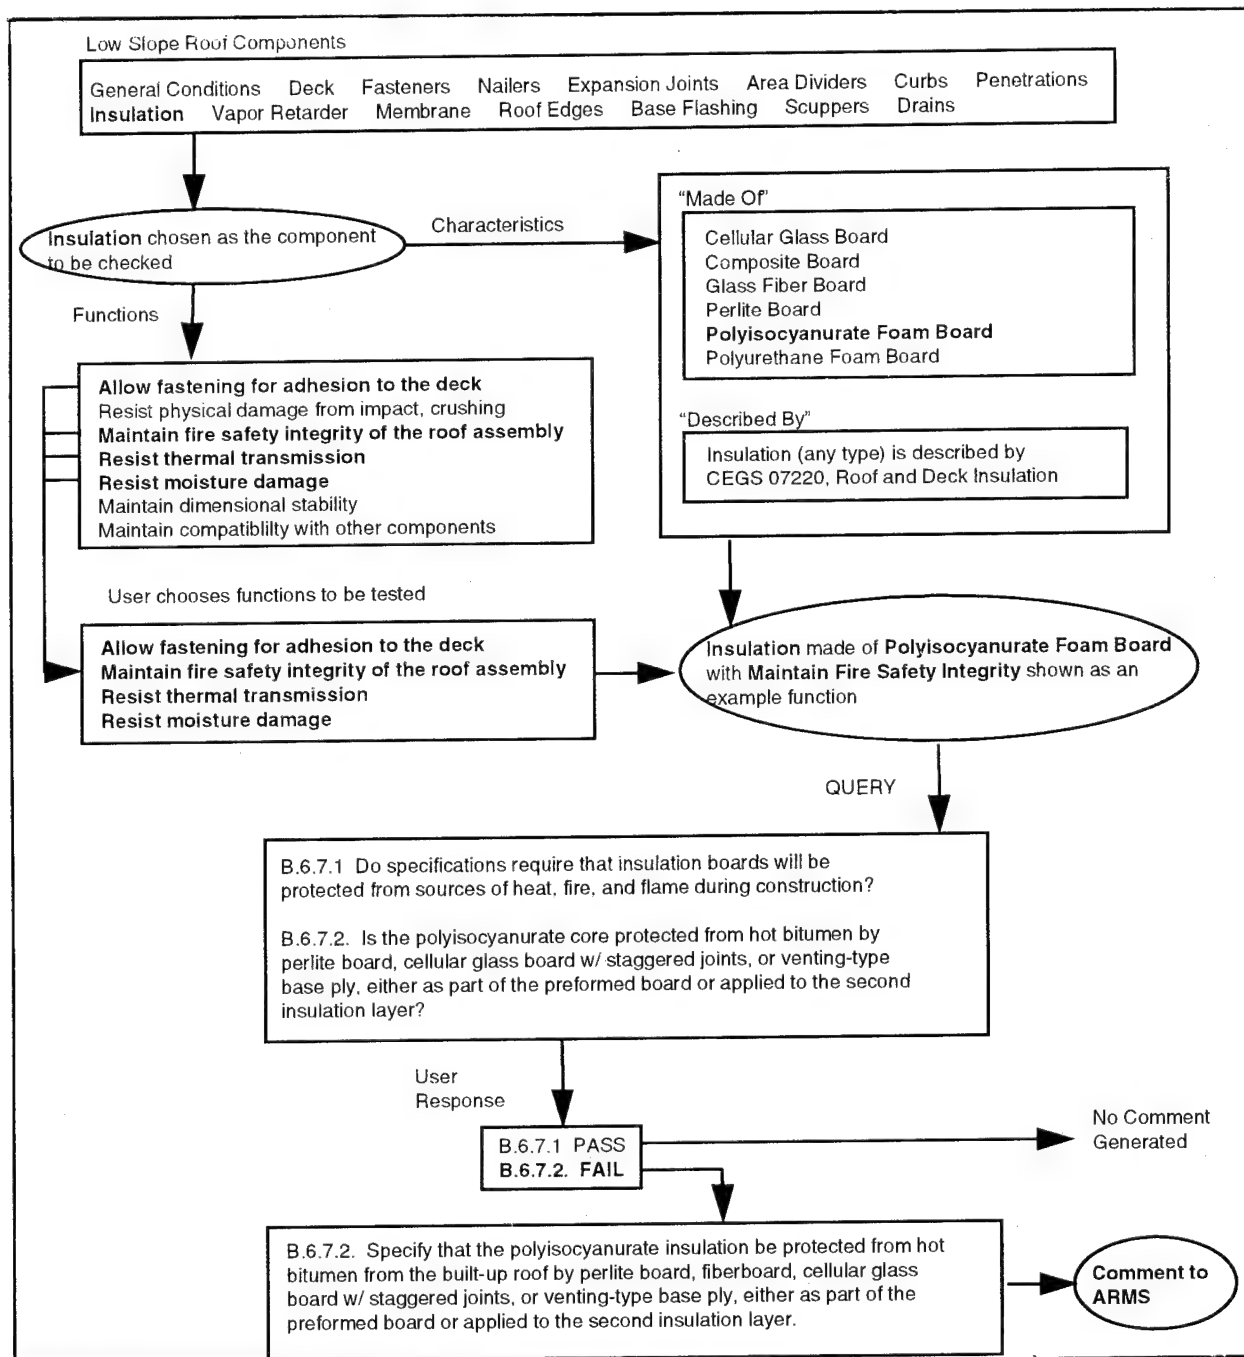 Low Slope Roof Components
General Conditions Deck Fasteners Nailers Expansion Joints Area Dividers Curbs Penetrations
Insulation Vapor Retarder Membrane Roof Edges Base Flashing Scuppers Drains
Insulation chosen as the component
to be checked
Characteristics
"Made Of"
Cellular Glass Board
Composite Board
Glass Fiber Board
Perlite Board
Polyisocyanurate Foam Board
Polyurethane Foam Board
"Described By"
Insulation (any type) is described by
CEGS 07220, Roof and Deck Insulation
Functions
Allow fastening for adhesion to the deck
Resist physical damage from impact, crushing
Maintain fire safety integrity of the roof assembly
Resist thermal transmission
Resist moisture damage
Maintain dimensional stability
Maintain compatiblilty with other components
User chooses functions to be tested
Allow fastening for adhesion to the deck
Maintain fire safety integrity of the roof assembly
Resist thermal transmission
Resist moisture damage
Insulation made of Polyisocyanurate Foam Board
with Maintain Fire Safety Integrity shown as an
example function
QUERY
B.6.7.1 Do specifications require that insulation boards will be
protected from sources of heat, fire, and flame during construction?
B.6.7.2. Is the polyisocyanurate core protected from hot bitumen by
perlite board, cellular glass board w/ staggered joints, or venting-type
base ply, either as part of the preformed board or applied to the second
insulation layer?
User
Response
B.6.7.1 PASS
B.6.7.2. FAIL
No Comment
Generated
B.6.7.2. Specify that the polyisocyanurate insulation be protected from hot
bitumen from the built-up roof by perlite board, fiberboard, cellular glass
board w/ staggered joints, or venting-type base ply, either as part of the
preformed board or applied to the second insulation layer.
Comment to
ARMS